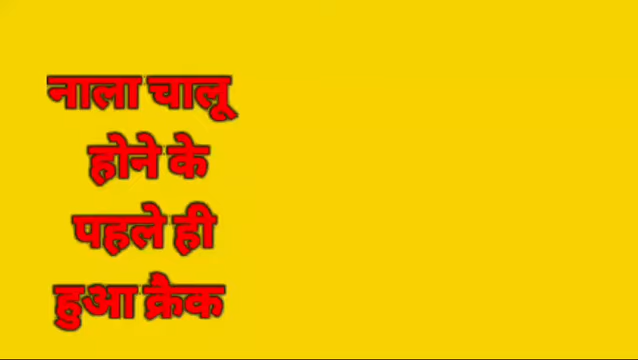 नाला चालू
होने के
पहले ही
हुआ क्रैक